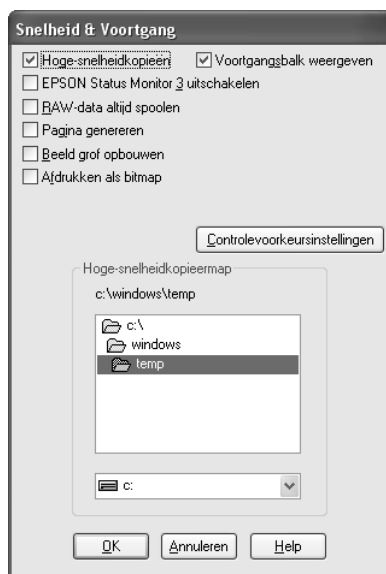 Snelheid & Voortgang
Hoge-snelheidkopieën Voortgangsbalk weergeven
EPSON Status Monitor 3 uitschakelen
RAW-data altijd spoolen
Pagina genereren
Beeld grof opbouwen
Afdrukken als bitmap
Controlevoorkeursinstellingen
Hoge-snelheidkopieermap
c:\windows\temp
c:\
windows
temp
c:
OK Annuleren Help